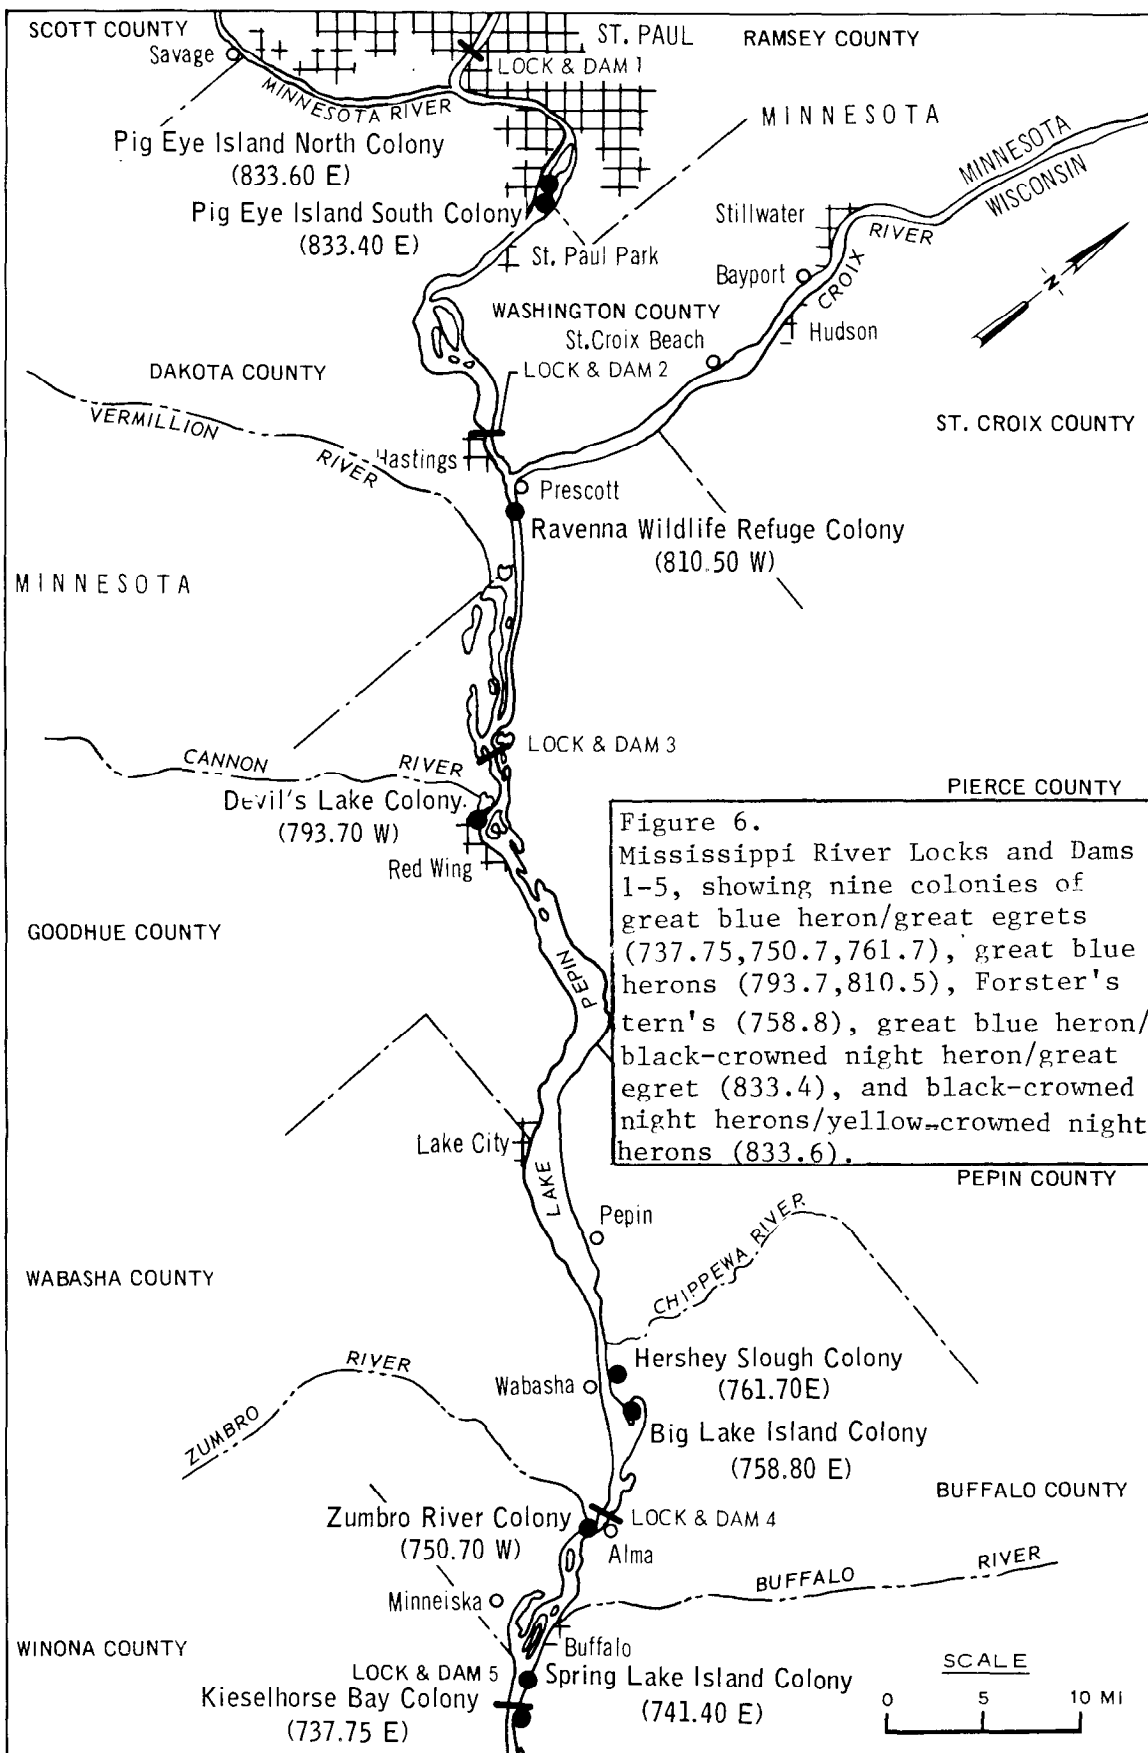 SCOTT COUNTY
ST. PAUL
RAMSEY COUNTY
Savage
LOCK & DAM 1
MINNESOTA RIVER
MINNESOTA
Pig Eye Island North Colony
(833.60 E)
MINNESOTA
WISCONSIN
Pig Eye Island South Colony
(833.40 E)
Stillwater
RIVER
St. Paul Park
Bayport
CROIX
N
WASHINGTON COUNTY
Hudson
St.Croix Beach
DAKOTA COUNTY
LOCK & DAM 2
VERMILLION
RIVER
ST. CROIX COUNTY
Hastings
Prescott
Ravenna Wildlife Refuge Colony
(810.50 W)
MINNESOTA
LOCK & DAM 3
CANNON RIVER
PIERCE COUNTY
Devil's Lake Colony.
(793.70 W)
Red Wing
Figure 6.
Mississippi River Locks and Dams
1-5, showing nine colonies of
great blue heron/great egrets
(737.75,750.7,761.7), great blue
herons (793.7,810.5), Forster's
tern's (758.8), great blue heron/
black-crowned night heron/great
egret (833.4), and black-crowned
night herons/yellow-crowned night
herons (833.6).
GOODHUE COUNTY
PEPIN
Lake City
LAKE
PEPIN COUNTY
Pepin
CHIPPEWA RIVER
WABASHA COUNTY
RIVER
ZUMBRO
Hershey Slough Colony
(761.70E)
Wabasha
Big Lake Island Colony
(758.80 E)
BUFFALO COUNTY
Zumbro River Colony
(750.70 W)
LOCK & DAM 4
Alma
BUFFALO RIVER
Minneiska
WINONA COUNTY
Buffalo
LOCK & DAM 5
Spring Lake Island Colony
(741.40 E)
Kieselhorse Bay Colony
(737.75 E)
SCALE
0 5 10 MI